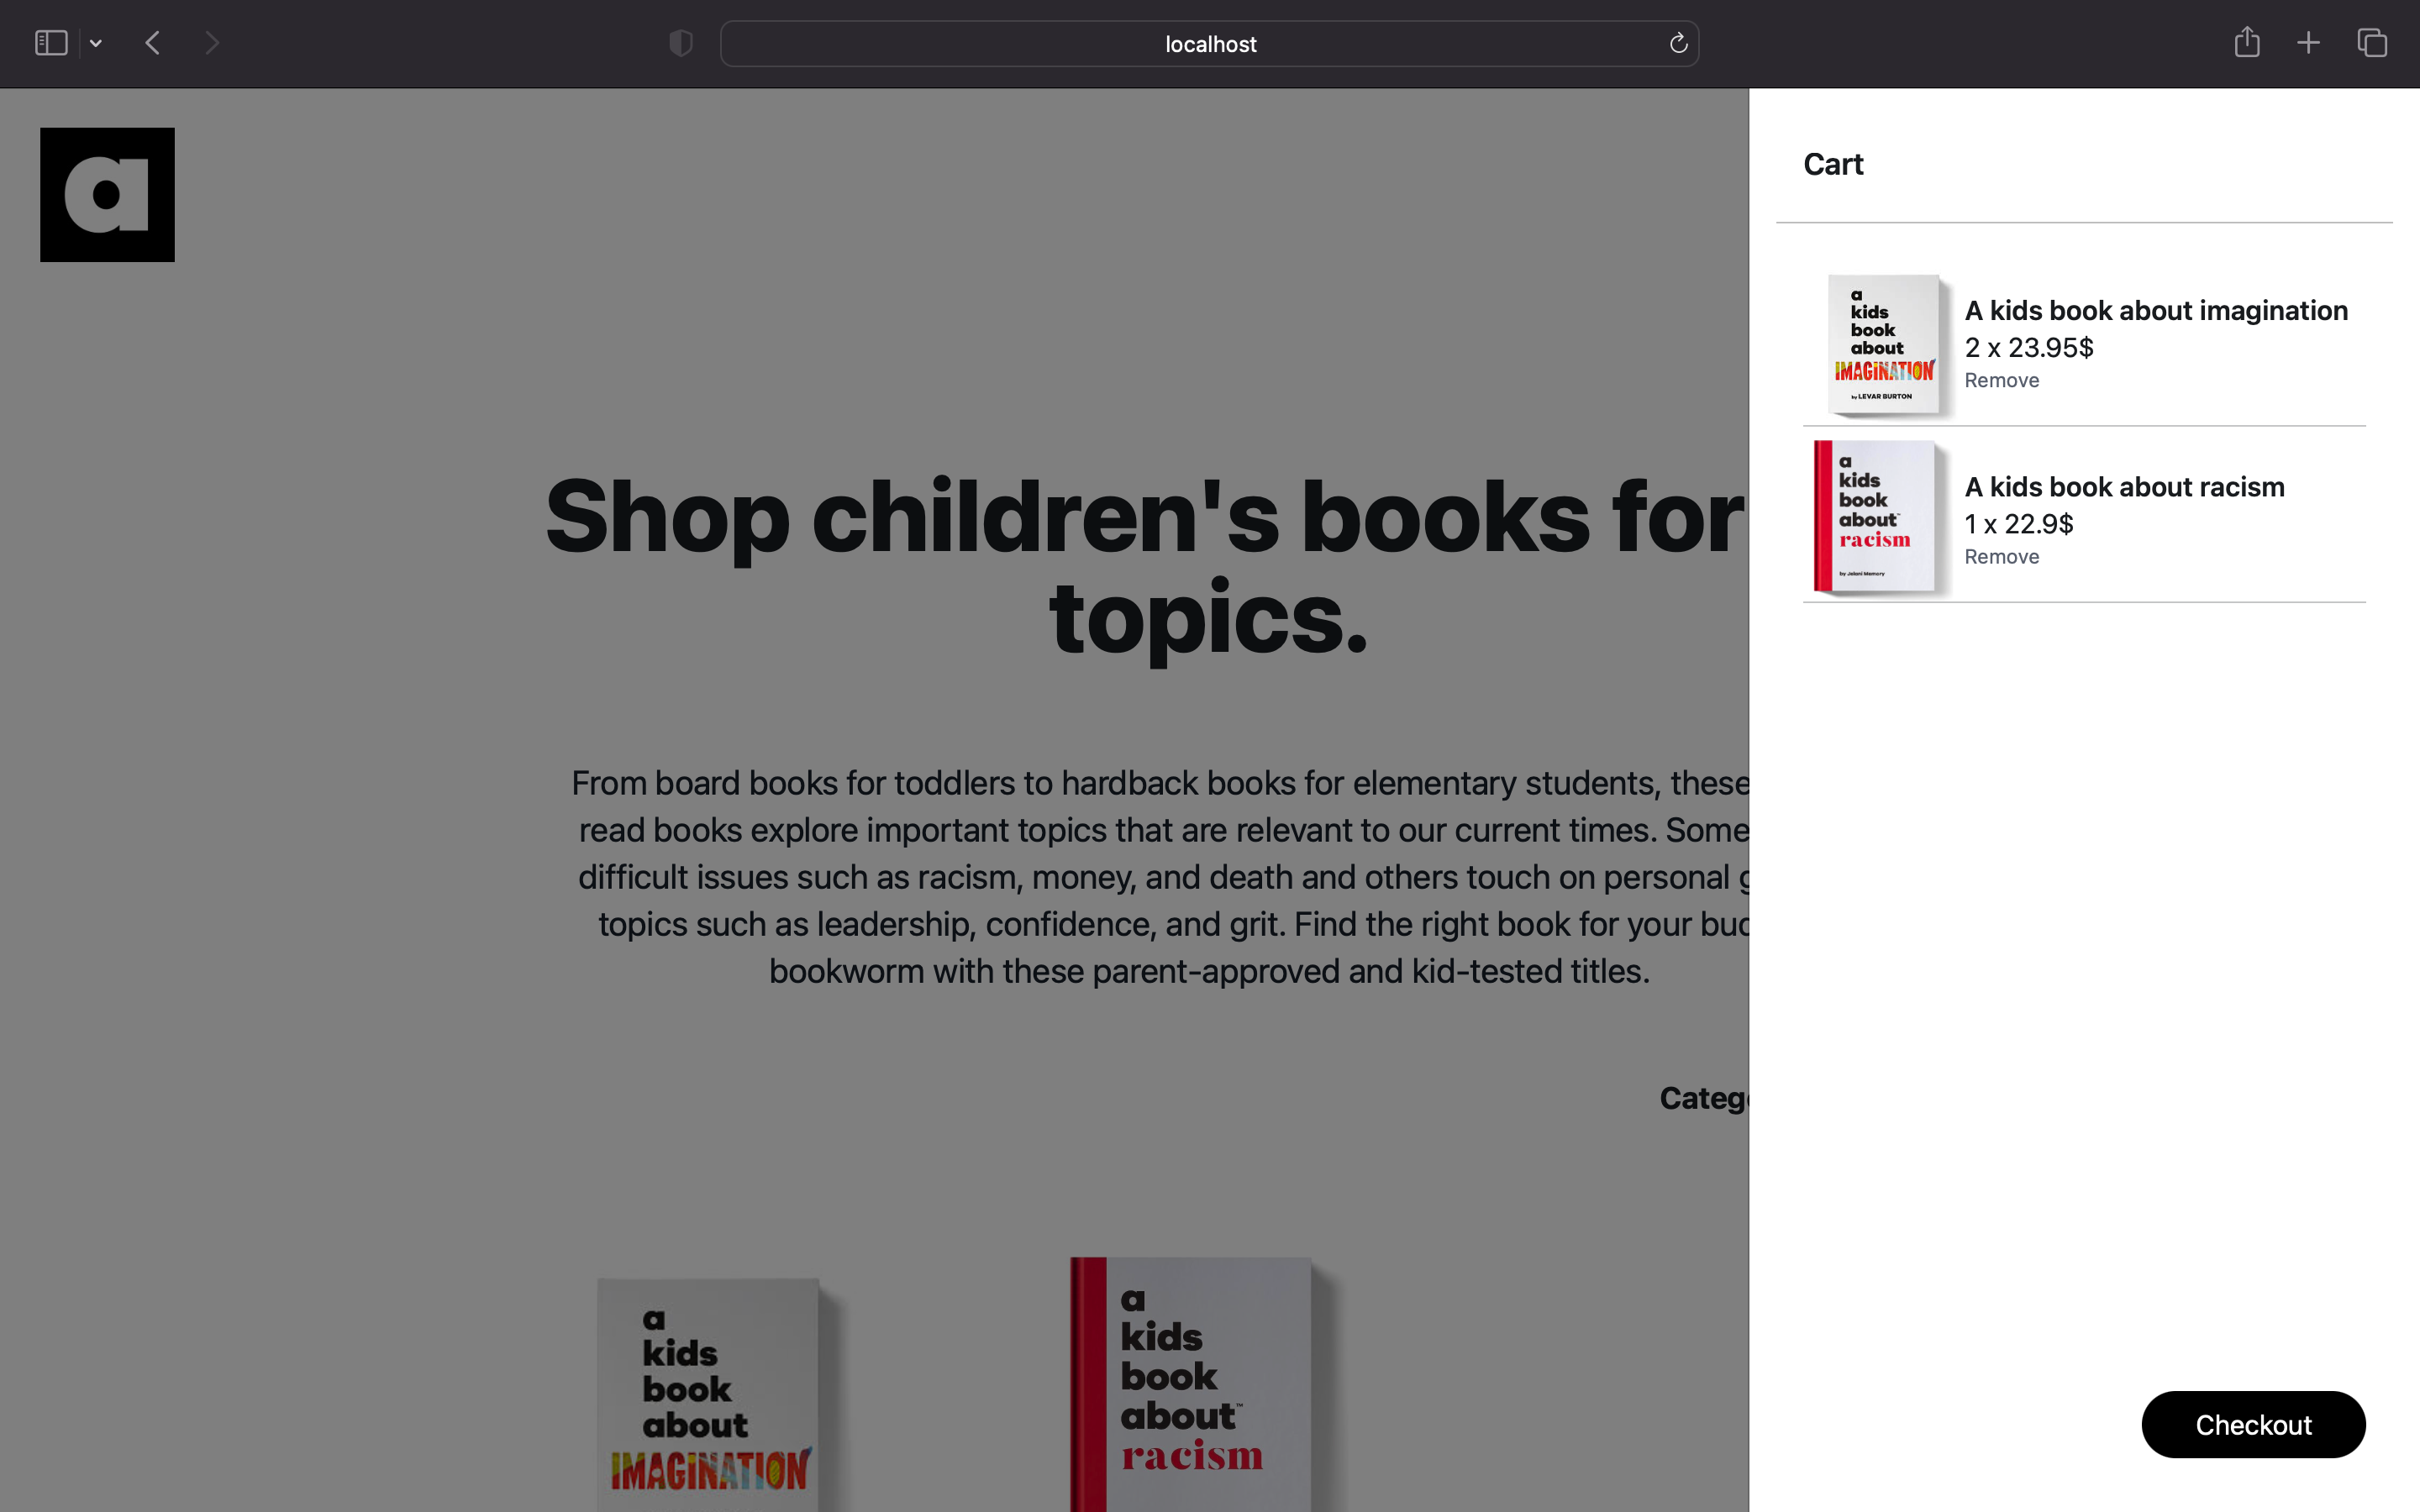 localhost
a
Cart
a
kids
book
about
IMAGINATION
by LEVAR BURTON
A kids book about imagination
2 x 23.95$
Remove
a
kids
book
about™
racism
by Jelani Memory
A kids book about racism
1 x 22.9$
Remove
Shop children's books for
topics.
From board books for toddlers to hardback books for elementary students, these
read books explore important topics that are relevant to our current times. Some
difficult issues such as racism, money, and death and others touch on personal
topics such as leadership, confidence, and grit. Find the right book for your
bookworm with these parent-approved and kid-tested titles.
a
kids
book
about
IMAGINATION
a
kids
book
about™
racism
Checkout